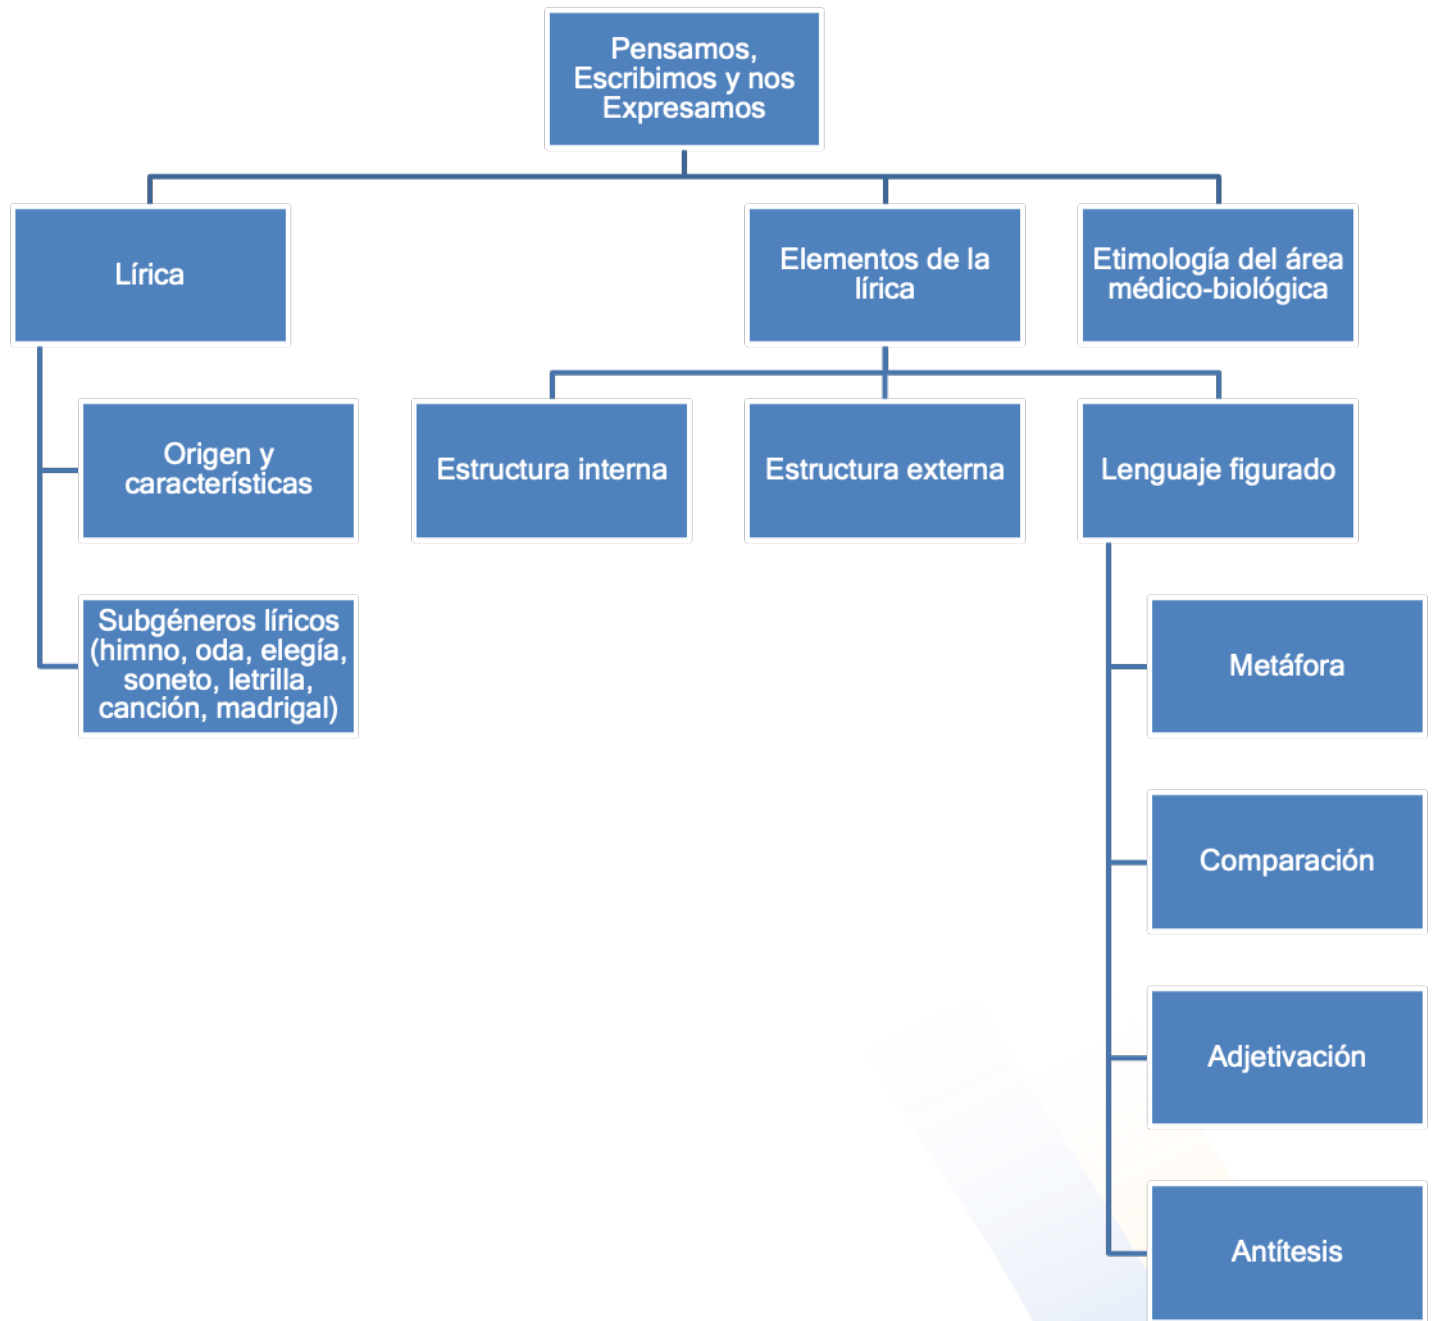 Pensamos,
Escribimos y nos
Expresamos
Lírica
Elementos de la
lírica
Etimología del área
médico-biológica
Origen y
características
Estructura interna
Estructura externa
Lenguaje figurado
Subgéneros líricos
(himno, oda, elegía,
soneto, letrilla,
canción, madrigal)
Metáfora
Comparación
Adjetivación
Antítesis